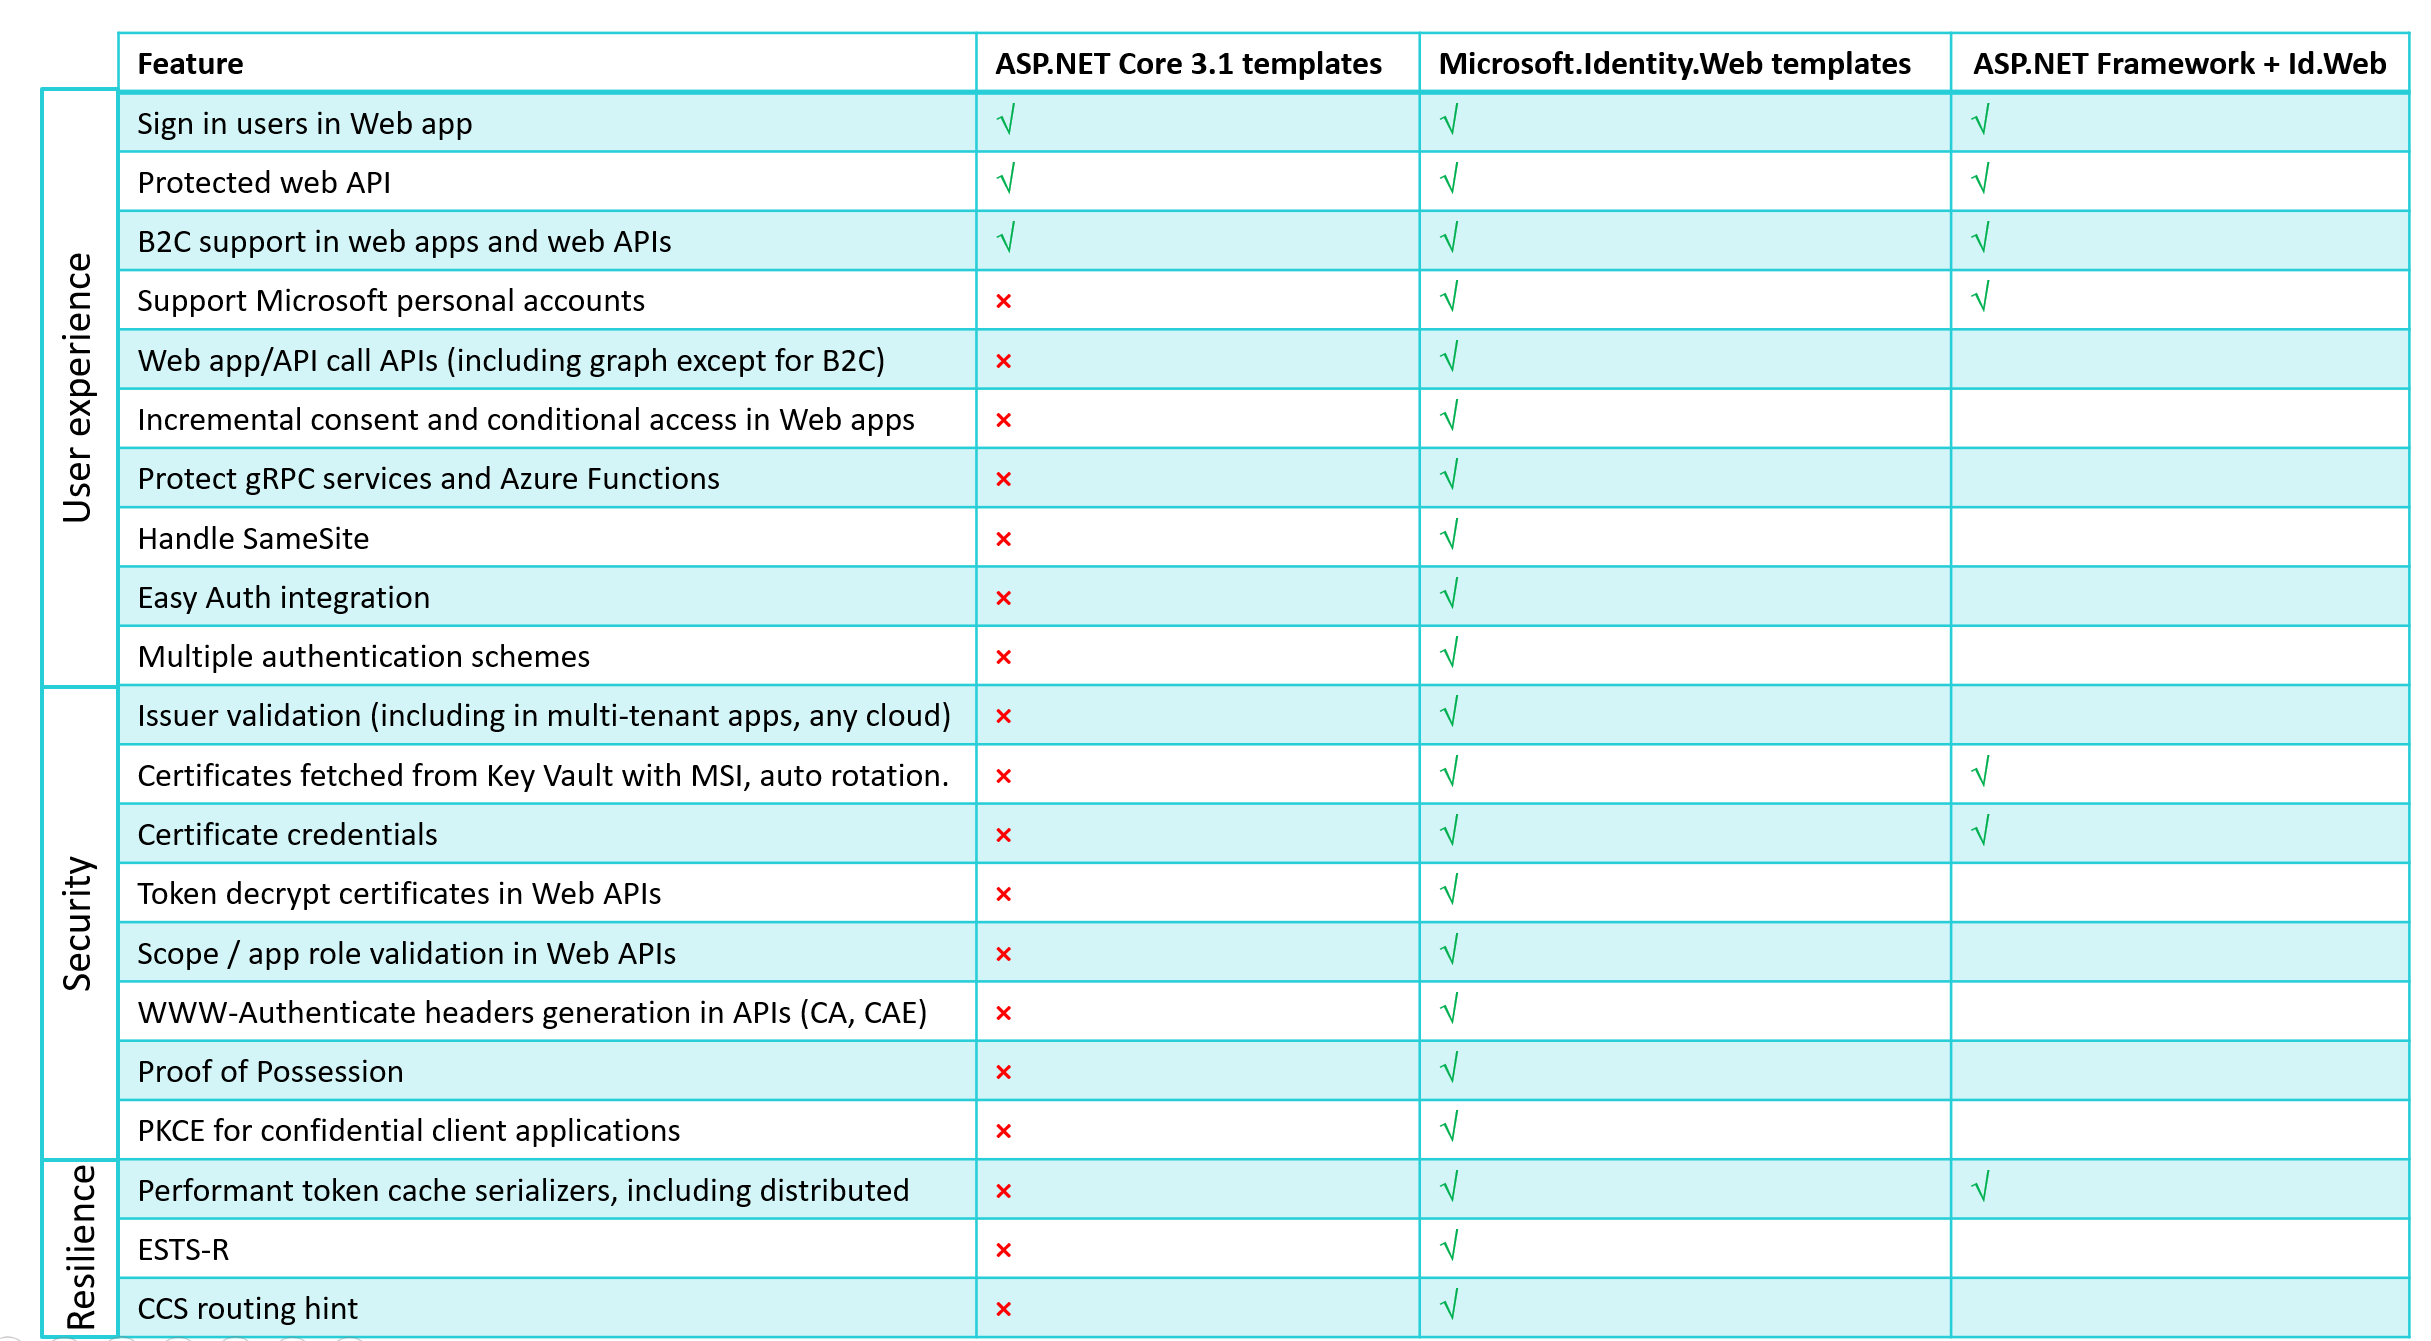 Feature ASP.NET Core 3.1 templates Microsoft.Identity.Web templates ASP.NET Framework + Id.Web
User experience
Sign in users in Web app √ √ √
Protected web API √ √ √
B2C support in web apps and web APIs √ √ √
Support Microsoft personal accounts × √ √
Web app/API call APIs (including graph except for B2C) × √
Incremental consent and conditional access in Web apps × √
Protect gRPC services and Azure Functions × √
Handle SameSite × √
Easy Auth integration × √
Multiple authentication schemes × √
Security
Issuer validation (including in multi-tenant apps, any cloud) × √
Certificates fetched from Key Vault with MSI, auto rotation. × √ √
Certificate credentials × √ √
Token decrypt certificates in Web APIs × √
Scope / app role validation in Web APIs × √
WWW-Authenticate headers generation in APIs (CA, CAE) × √
Proof of Possession × √
PKCE for confidential client applications × √
Resilience
Performant token cache serializers, including distributed × √ √
ESTS-R × √
CCS routing hint × √